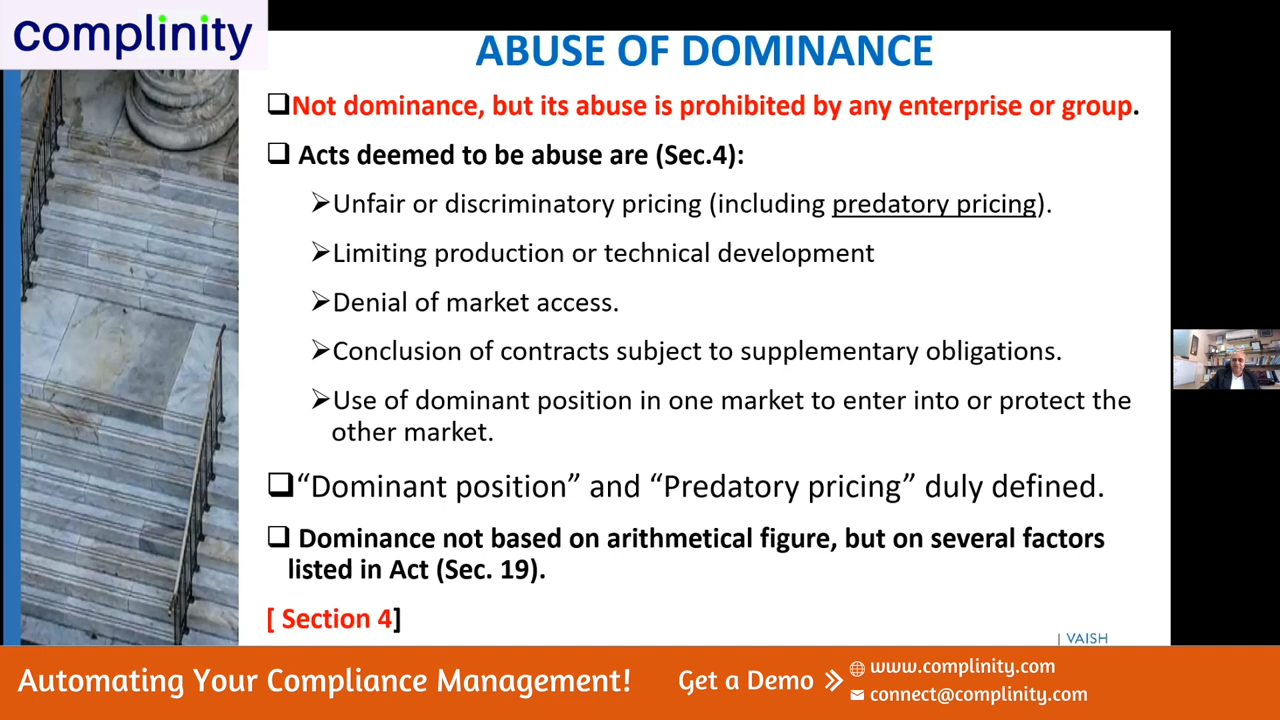 complinity
ABUSE OF DOMINANCE
Not dominance, but its abuse is prohibited by any enterprise or group.
Acts deemed to be abuse are (Sec.4):
Unfair or discriminatory pricing (including predatory pricing).
Limiting production or technical development
Denial of market access.
Conclusion of contracts subject to supplementary obligations.
Use of dominant position in one market to enter into or protect the
other market.
“Dominant position” and “Predatory pricing” duly defined.
Dominance not based on arithmetical figure, but on several factors
listed in Act (Sec. 19).
[ Section 4]
| VAISH
Automating Your Compliance Management!
Get a Demo
www.complinity.com
connect@complinity.com